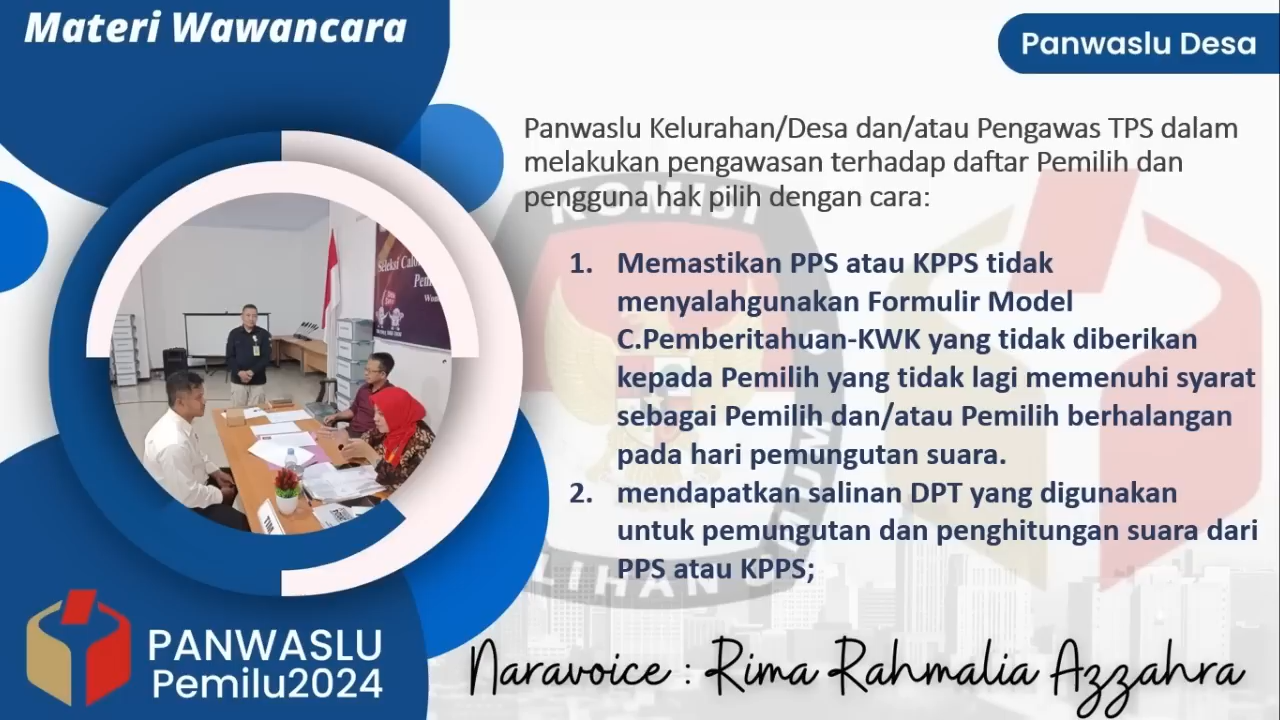 Materi Wawancara
Panwaslu Desa
Panwaslu Kelurahan/Desa dan/atau Pengawas TPS dalam
melakukan pengawasan terhadap daftar Pemilih dan
pengguna hak pilih dengan cara:
1. Memastikan PPS atau KPPS tidak
menyalahgunakan Formulir Model
C.Pemberitahuan-KWK yang tidak diberikan
kepada Pemilih yang tidak lagi memenuhi syarat
sebagai Pemilih dan/atau Pemilih berhalangan
pada hari pemungutan suara.
2. mendapatkan salinan DPT yang digunakan
untuk pemungutan dan penghitungan suara dari
PPS atau KPPS;
Seleksi
PANWASLU
Pemilu2024
Naravoice : Rima Rahmalia Azzahra